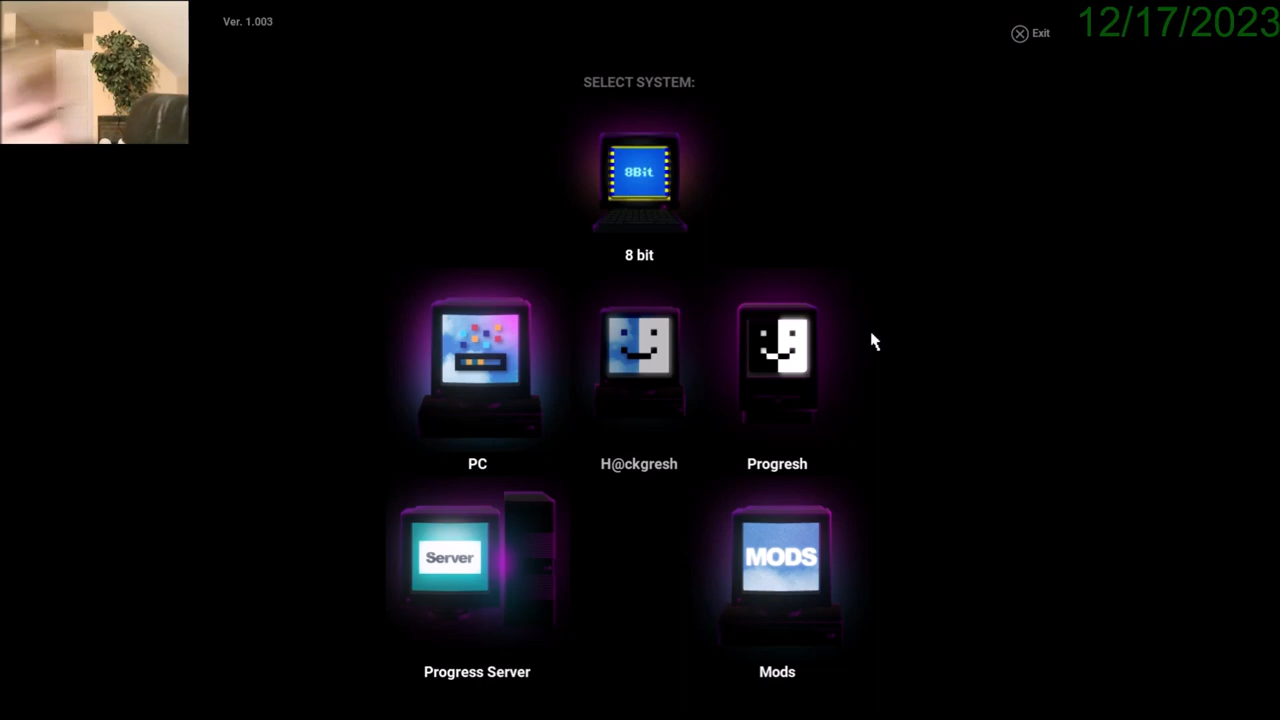 Ver. 1.003
Exit
12/17/2023
SELECT SYSTEM:
8Bit
8 bit
PC
H@ckgresh
Progresh
Server
MODS
Progress Server
Mods